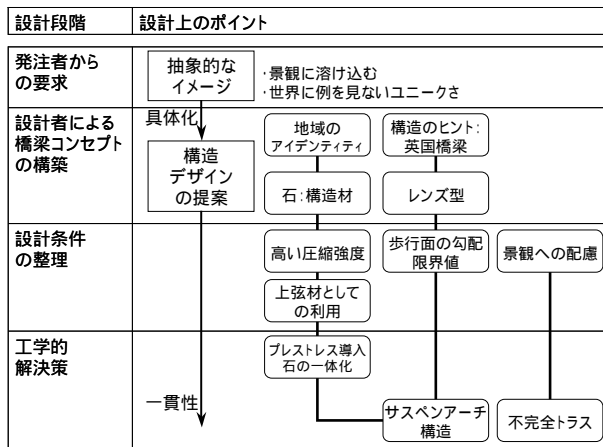 設計段階
設計上のポイント
発注者から
の要求
抽象的な
イメージ
・景観に溶け込む
・世界に例を見ないユニークさ
設計者による
橋梁コンセプト
の構築
具体化
構造
デザイン
の提案
地域の
アイデンティティ
構造のヒント：
英国橋梁
石：構造材
レンズ型
設計条件
の整理
高い圧縮強度
歩行面の勾配
限界値
景観への配慮
上弦材として
の利用
工学的
解決策
プレストレス導入
石の一体化
一貫性
サスペンアーチ
構造
不完全トラス